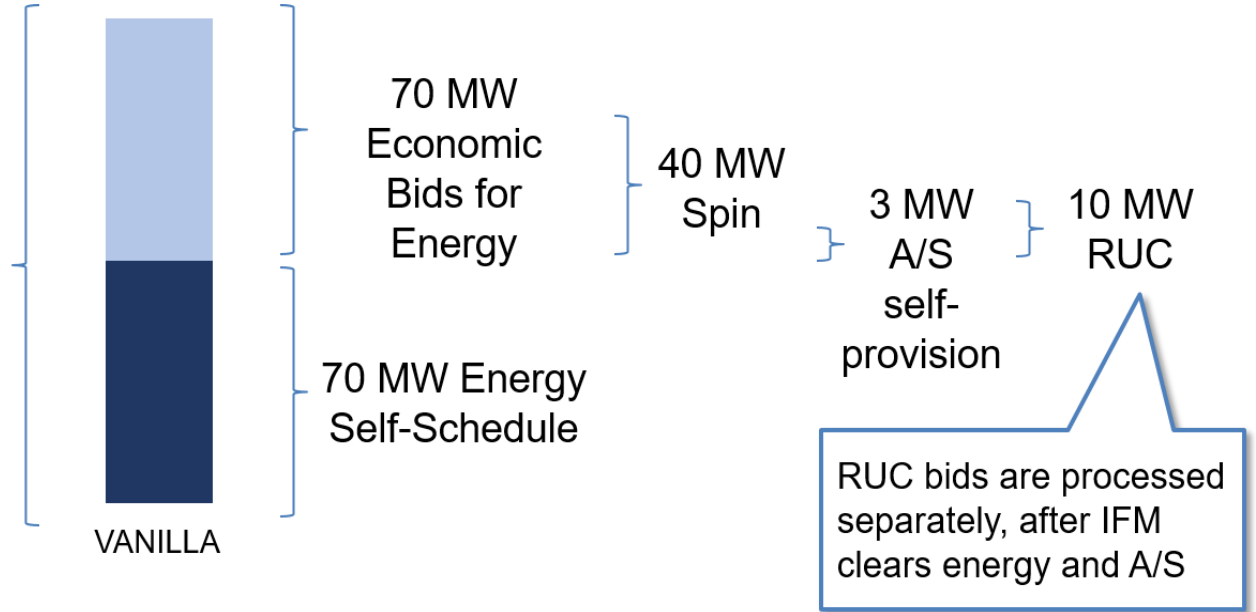 70 MW
Economic
Bids for
Energy
40 MW
Spin
3 MW
A/S
self-
provision
10 MW
RUC
70 MW Energy
Self-Schedule
RUC bids are processed
separately, after IFM
clears energy and A/S
VANILLA